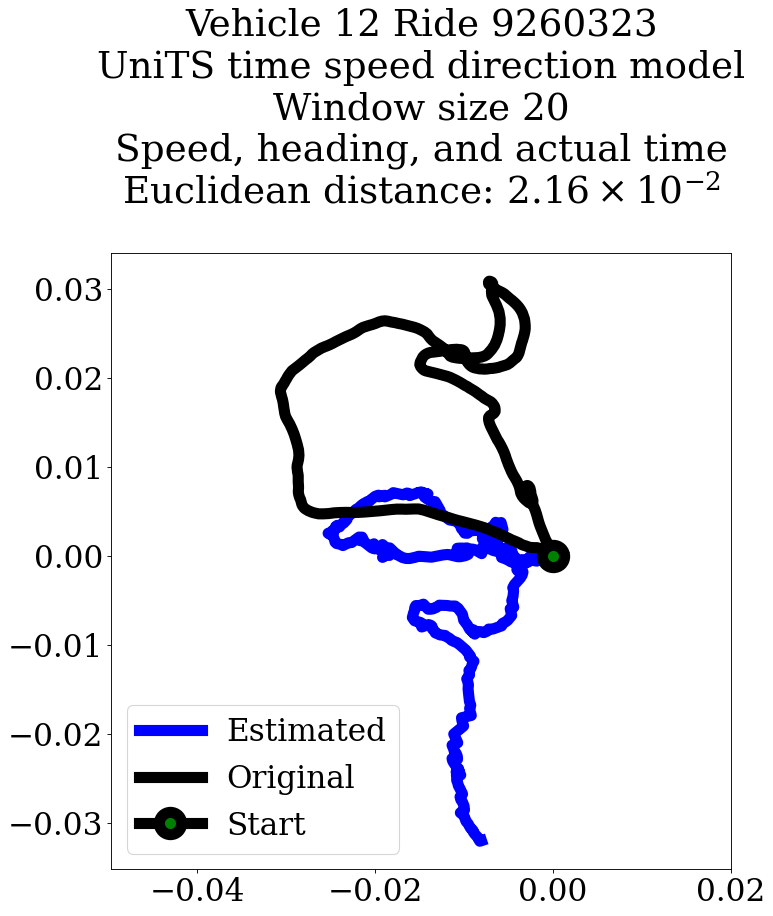 Vehicle 12 Ride 9260323
UniTS time speed direction model
Window size 20
Speed, heading, and actual time
Euclidean distance: 2.16 × 10⁻²
0.03
0.02
0.01
0.00
−0.01
−0.02
−0.03
Estimated
Original
Start
−0.04
−0.02
0.00
0.02